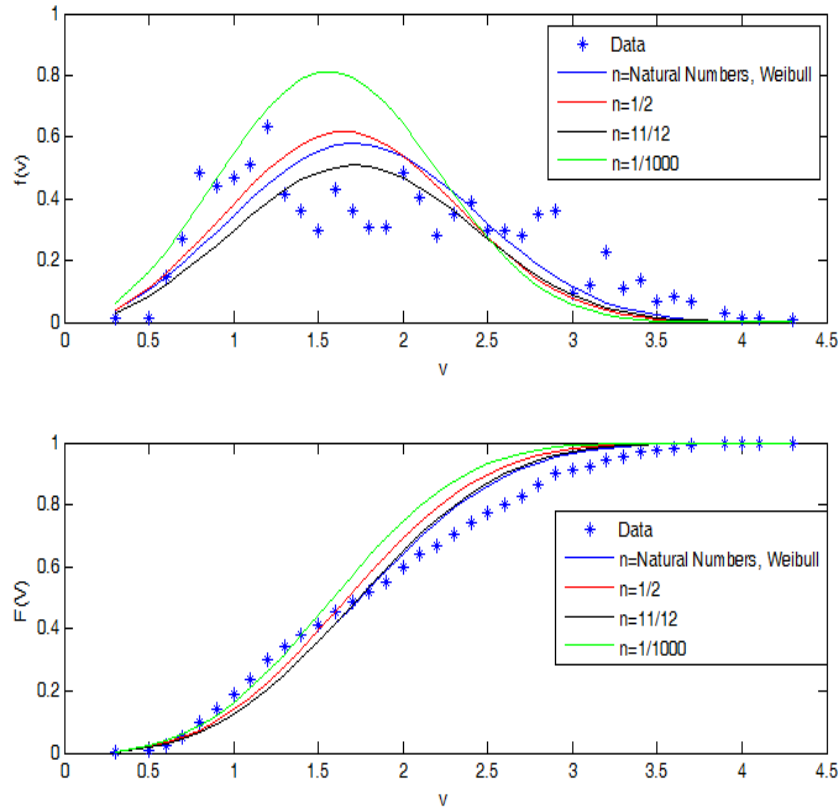 1
0.8
0.6
0.4
0.2
0
f(v)
0 0.5 1 1.5 2 2.5 3 3.5 4 4.5
v
Data
n=Natural Numbers, Weibull
n=1/2
n=11/12
n=1/1000
1
0.8
0.6
0.4
0.2
0
F(V)
0 0.5 1 1.5 2 2.5 3 3.5 4 4.5
v
Data
n=Natural Numbers, Weibull
n=1/2
n=11/12
n=1/1000